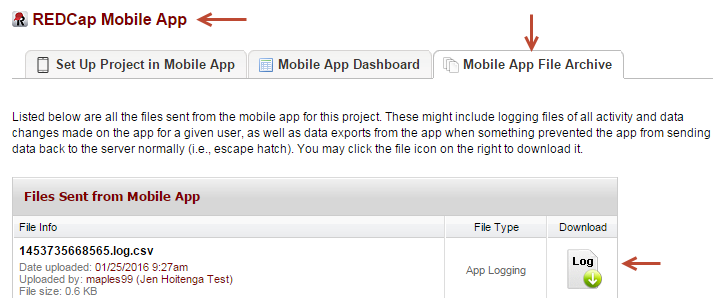 REDCap Mobile App
Set Up Project in Mobile App Mobile App Dashboard Mobile App File Archive
Listed below are all the files sent from the mobile app for this project. These might include logging files of all activity and data
changes made on the app for a given user, as well as data exports from the app when something prevented the app from sending
data back to the server normally (i.e., escape hatch). You may click the file icon on the right to download it.
Files Sent from Mobile App
File Info File Type Download
1453735668565.log.csv
Date uploaded: 01/25/2016 9:27am
Uploaded by: maples99 (Jen Hoitenga Test)
File size: 0.6 KB
App Logging
Log